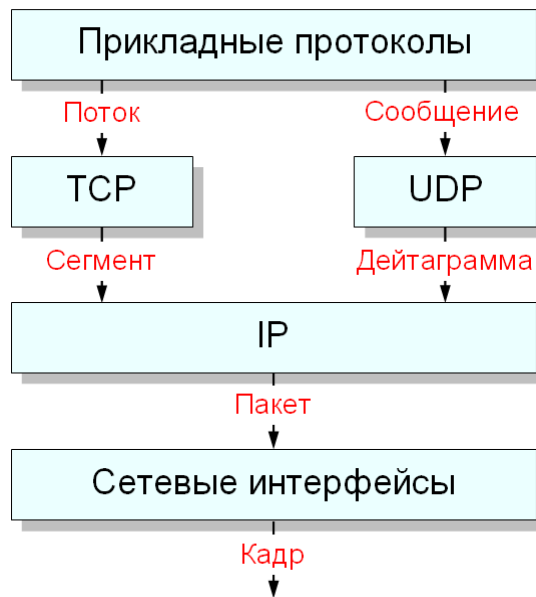 Прикладные протоколы
Поток
Сообщение
TCP
UDP
Сегмент
Дейтаграмма
IP
Пакет
Сетевые интерфейсы
Кадр